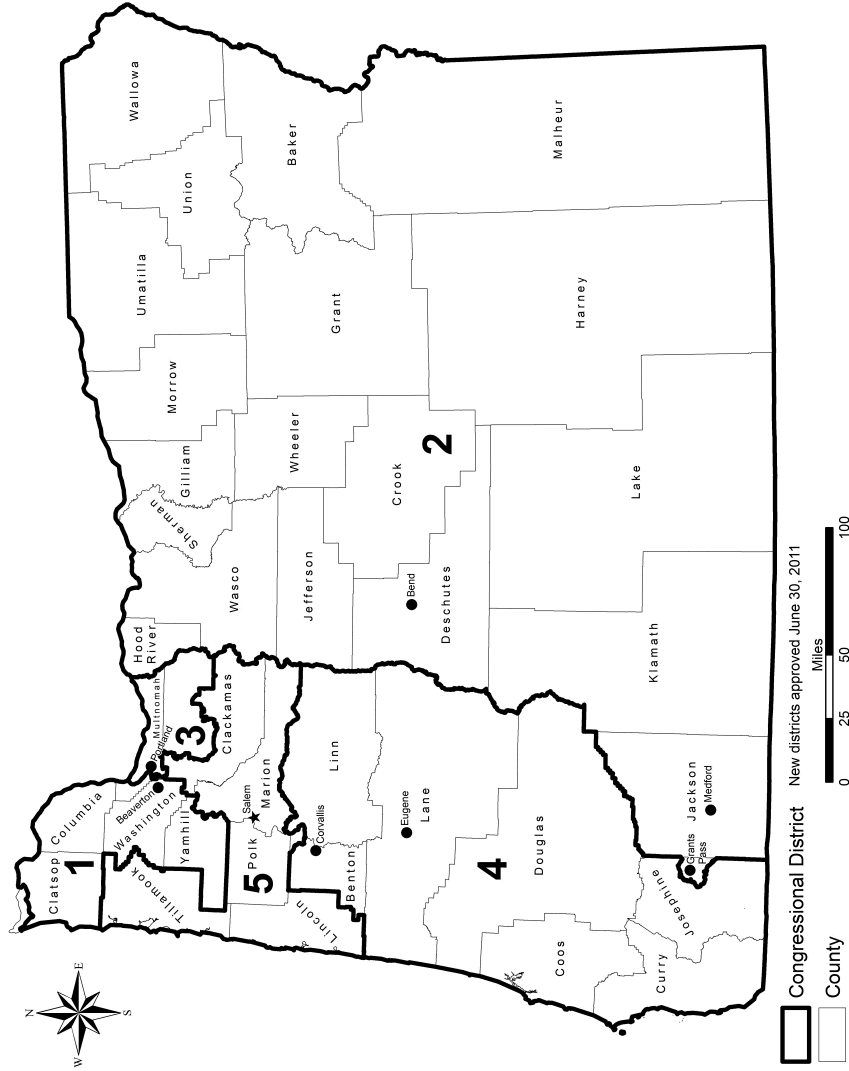 N
W
E
S
Clatsop
1
Columbia
Tillamook
Washington
Beaverton
Portland
Multnomah
Hood
River
3
Yamhill
Clackamas
Polk
Salem
Marion
5
Lincoln
Benton
Corvallis
Linn
Lane
Eugene
4
Douglas
Coos
Curry
Josephine
Grants
Pass
Jackson
Medford
Wasco
Sherman
Gilliam
Morrow
Umatilla
Union
Wallowa
Jefferson
Wheeler
Grant
Baker
Crook
2
Deschutes
Bend
Klamath
Lake
Harney
Malheur
Congressional District
County
New districts approved June 30, 2011
Miles
0
25
50
100